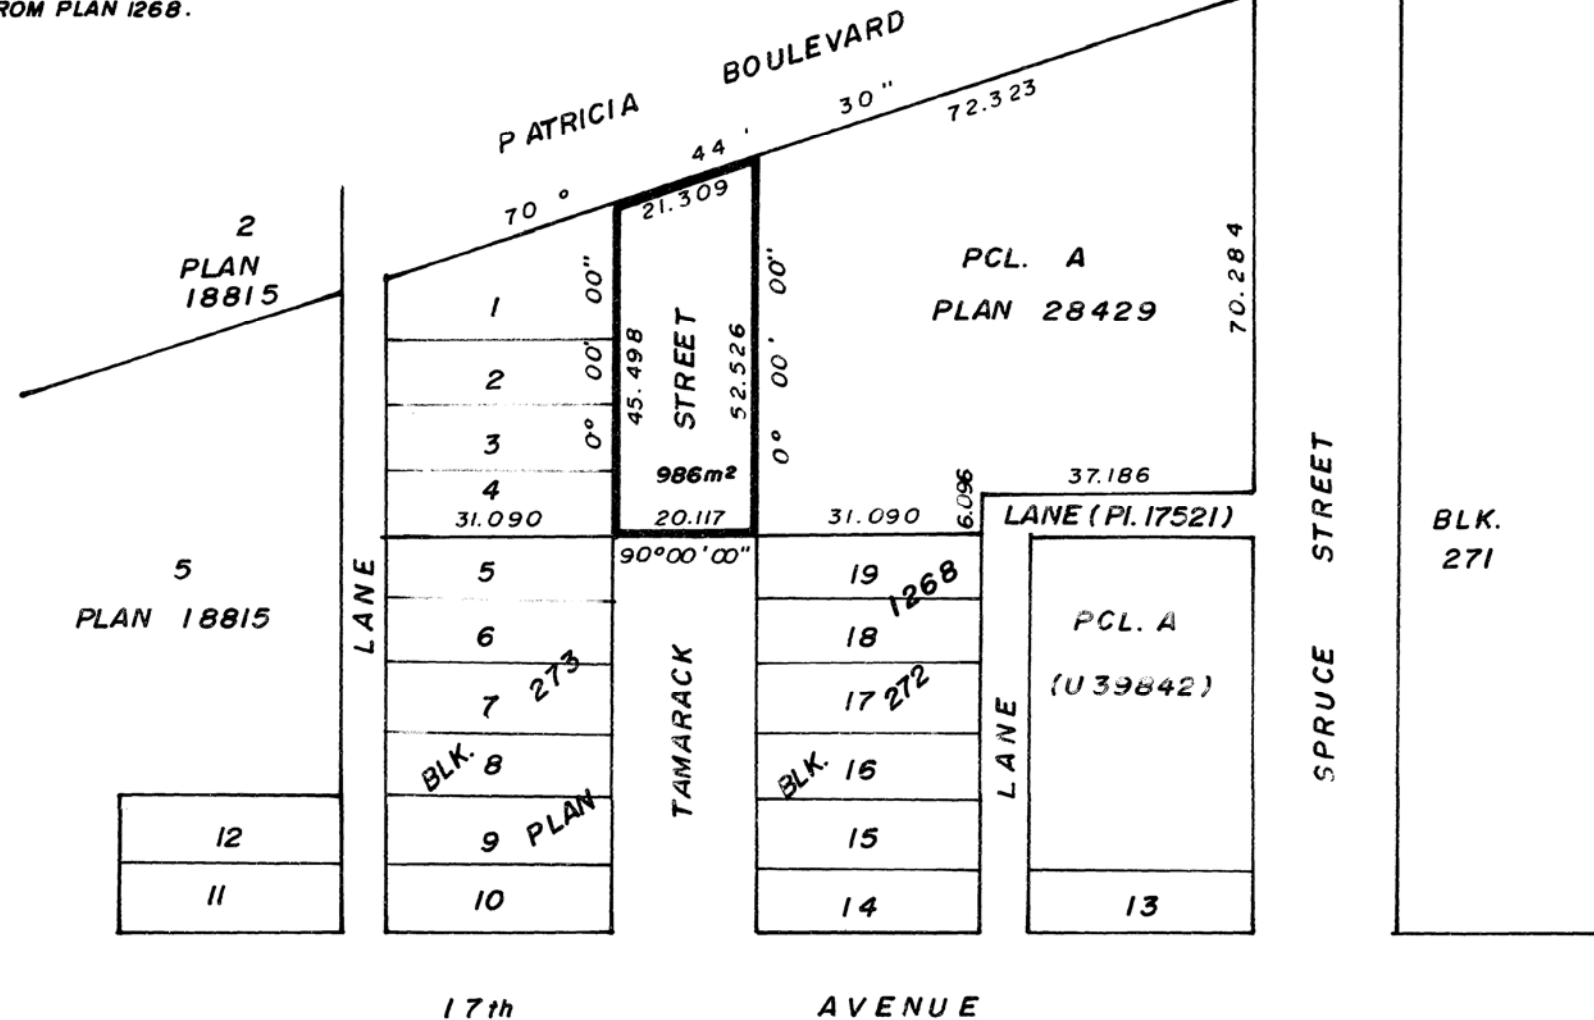 ROM PLAN 1268.
PATRICIA BOULEVARD
70° 44' 30"
72.323
21.309
2
PLAN
18815
1
2
3
4
31.090
0° 00' 00"
45.498
STREET
52.526
0° 00' 00"
986m²
20.117
90°00'00"
PCL. A
PLAN 28429
70.284
37.186
6.096
31.090
LANE (Pl. 17521)
5
PLAN 18815
LANE
5
6
7
8
9
10
BLK. 273
PLAN 1268
TAMARACK
19
18
17
16
15
14
BLK. 272
LANE
PCL. A
(U 39842)
13
SPRUCE STREET
BLK.
271
12
11
17th AVENUE